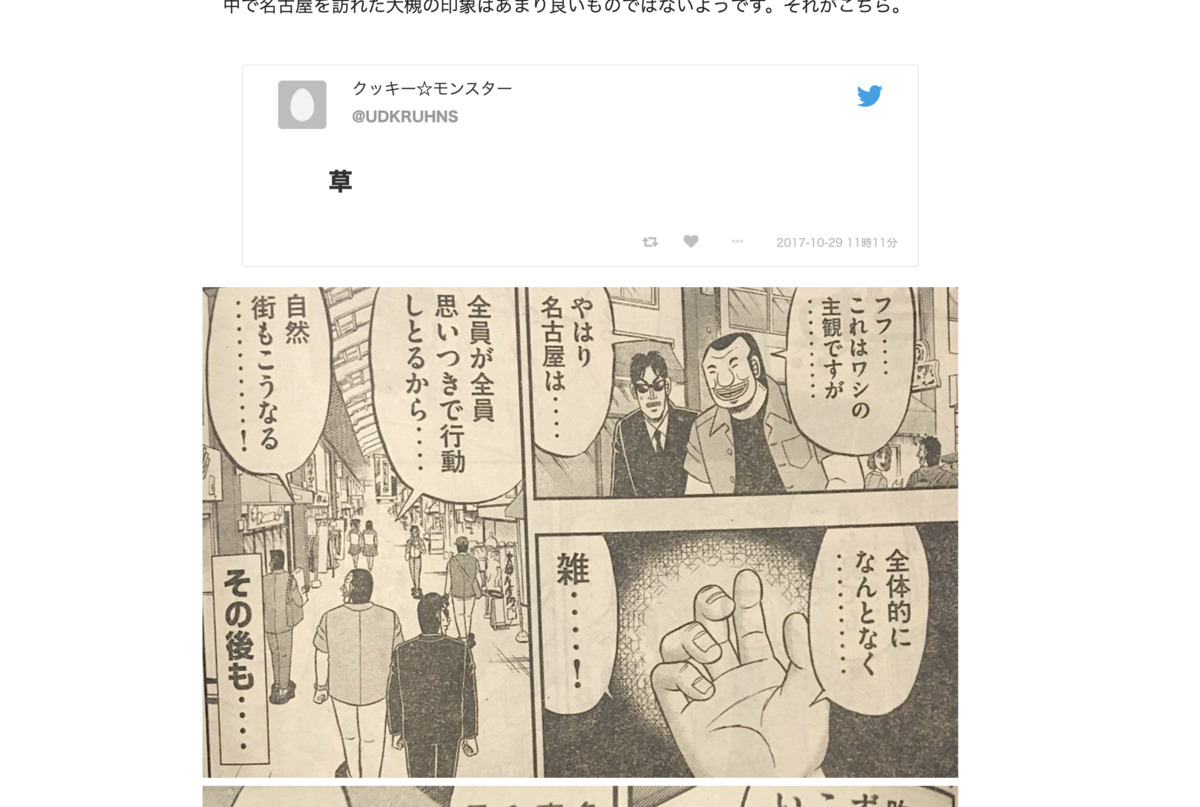 中で名古屋を訪れた大槻の印象はあまり良いものではないようです。それがこちら。
クッキー☆モンスター
@UDKRUHNS
草
2017-10-29 11時11分
フフ‥‥
これはワシの
主観ですが
‥‥‥‥‥
やはり
名古屋は‥‥
全体的に
なんとなく
‥‥‥‥‥‥
雑‥‥‥‥!
全員が全員
思いつきで行動
しとるから‥‥
自然
街もこうなる
‥‥‥‥‥‥!
その後も‥‥